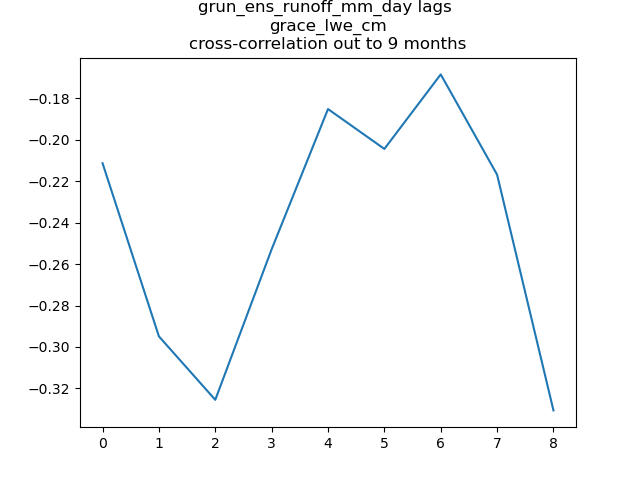 grun_ens_runoff_mm_day lags
grace_lwe_cm
cross-correlation out to 9 months
−0.18
−0.20
−0.22
−0.24
−0.26
−0.28
−0.30
−0.32
0 1 2 3 4 5 6 7 8